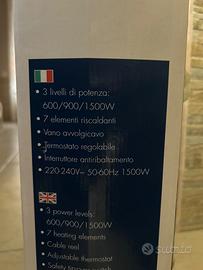 • 3 livelli di potenza:
600/900/1500W
• 7 elementi riscaldanti
• Vano avvolgicavo
• Termostato regolabile
• Interruttore antiribaltamento
• 220-240V~ 50-60Hz 1500W
• 3 power levels:
600/900/1500W
• 7 heating elements
• Cable reel
• Adjustable thermostat
• Safety
subito